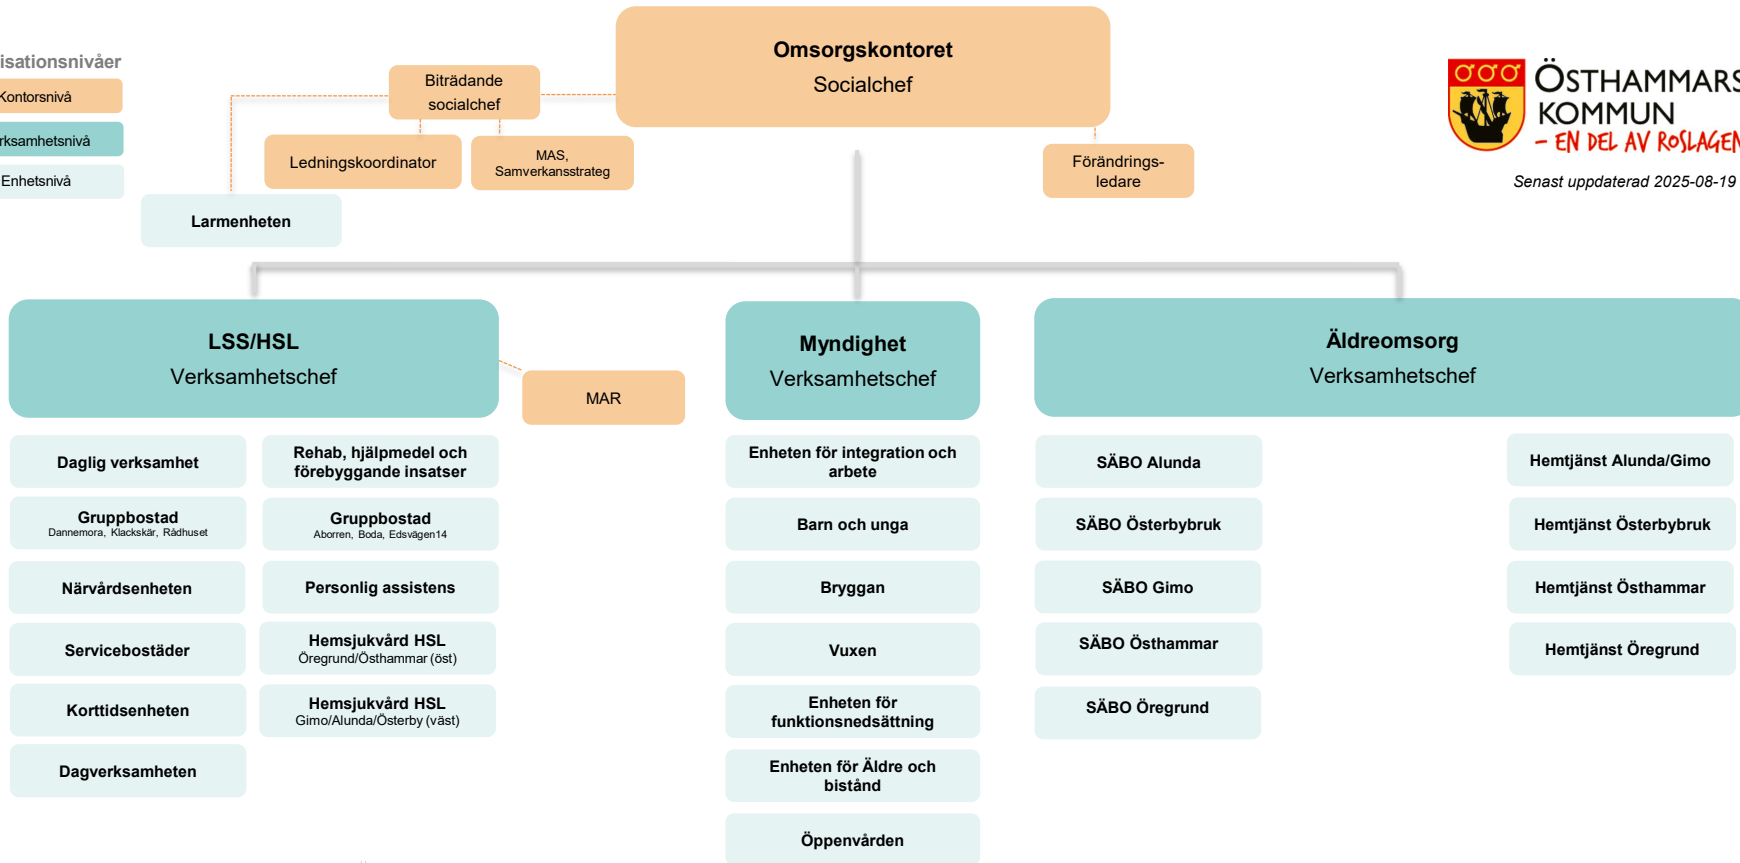 Omsorgskontoret
Socialchef
isationsnivåer
Kontorsnivå
rksamhetsnivå
Enhetsnivå
Biträdande
socialchef
Ledningskoordinator
MAS,
Samverkansstrateg
Förändrings-
ledare
Larmenheten
ÖSTHAMMARS
KOMMUN
– EN DEL AV ROSLAGEN
Senast uppdaterad 2025-08-19
LSS/HSL
Verksamhetschef
MAR
Myndighet
Verksamhetschef
Äldreomsorg
Verksamhetschef
Daglig verksamhet
Gruppbostad
Dannemora, Klackskär, Rådhuset
Närvårdsenheten
Servicebostäder
Korttidsenheten
Dagverksamheten
Rehab, hjälpmedel och
förebyggande insatser
Gruppbostad
Aborren, Boda, Edsvägen14
Personlig assistens
Hemsjukvård HSL
Öregrund/Östhammar (öst)
Hemsjukvård HSL
Gimo/Alunda/Österby (väst)
Enheten för integration och
arbete
Barn och unga
Bryggan
Vuxen
Enheten för
funktionsnedsättning
Enheten för Äldre och
bistånd
Öppenvården
SÄBO Alunda
SÄBO Österbybruk
SÄBO Gimo
SÄBO Östhammar
SÄBO Öregrund
Hemtjänst Alunda/Gimo
Hemtjänst Österbybruk
Hemtjänst Östhammar
Hemtjänst Öregrund